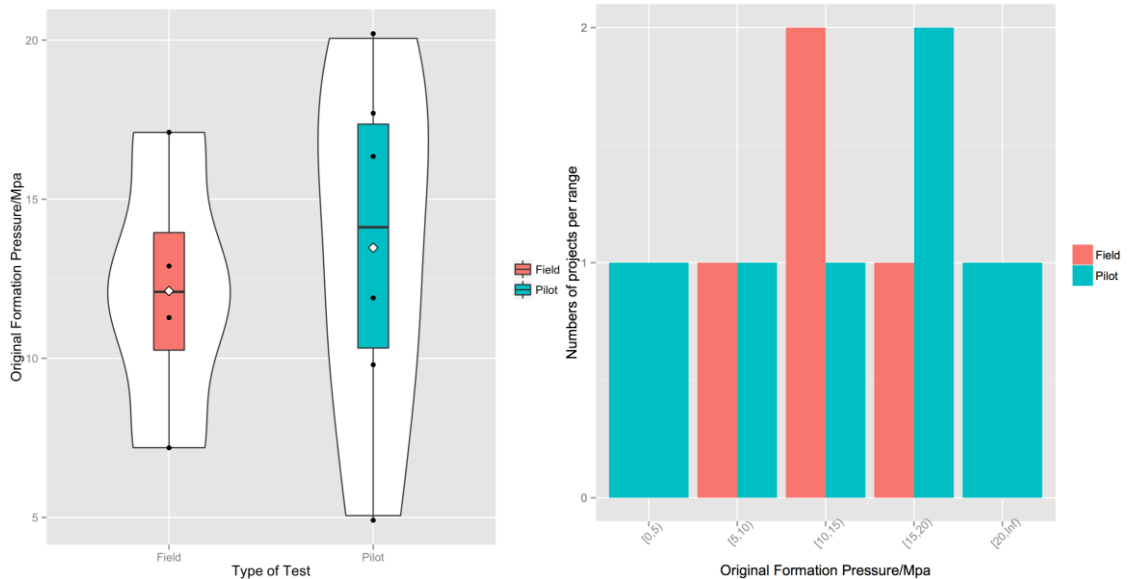 Original Formation Pressure/Mpa
20
15
10
5
Field
Pilot
Type of Test
Field
Pilot
Numbers of projects per range
2
1
0
[0,5)
[5,10)
[10,15)
[15,20)
[20,Inf)
Original Formation Pressure/Mpa
Field
Pilot